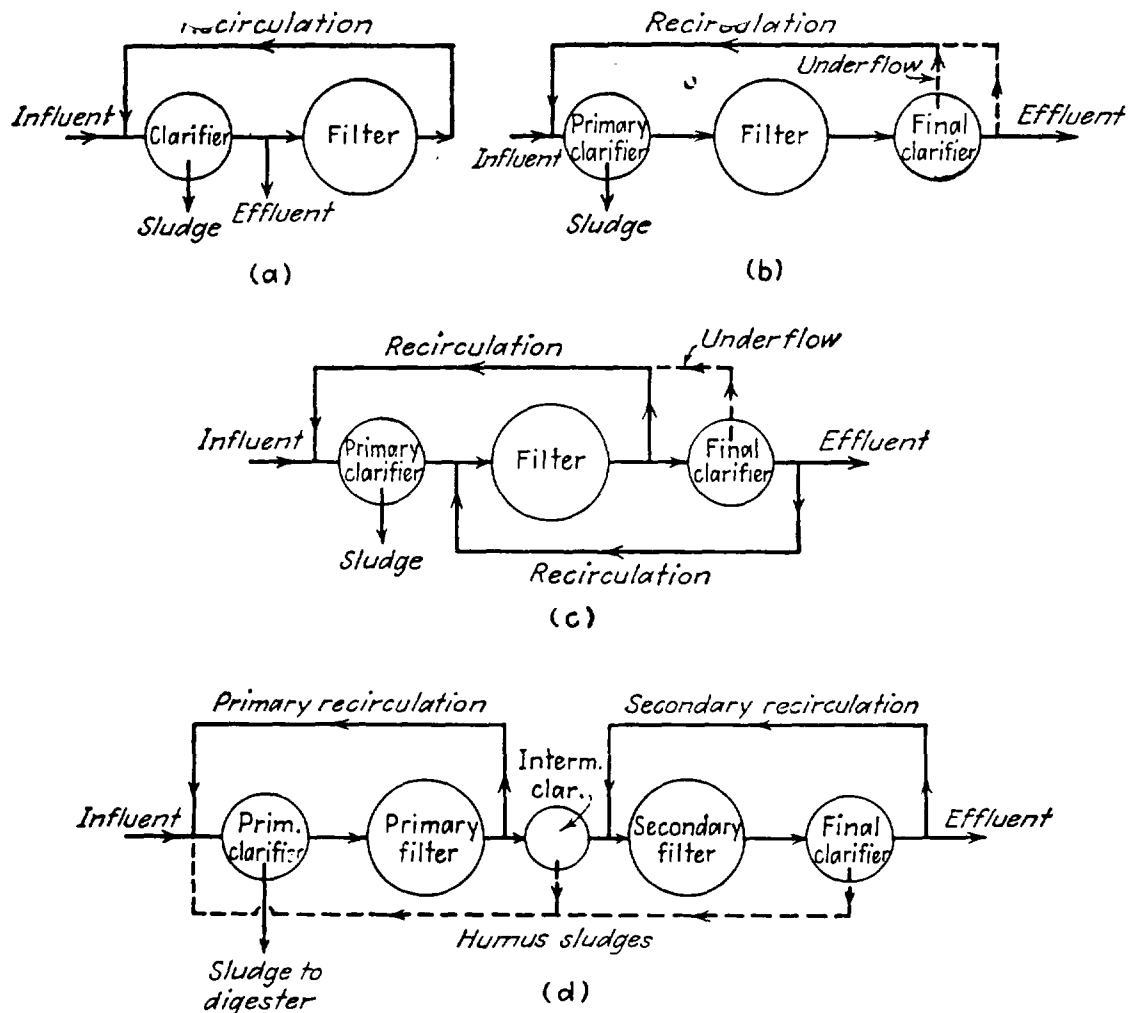 Recirculation
Influent
Clarifier
Filter
Sludge
Effluent
(a)
Recirculation
Underflow
Influent
Primary
clarifier
Filter
Final
clarifier
Effluent
Sludge
(b)
Recirculation
Underflow
Influent
Primary
clarifier
Filter
Final
clarifier
Effluent
Sludge
Recirculation
(c)
Primary recirculation
Secondary recirculation
Interm.
clar.
Influent
Prim.
clarifier
Primary
filter
Secondary
filter
Final
clarifier
Effluent
Humus sludges
Sludge to
digester
(d)